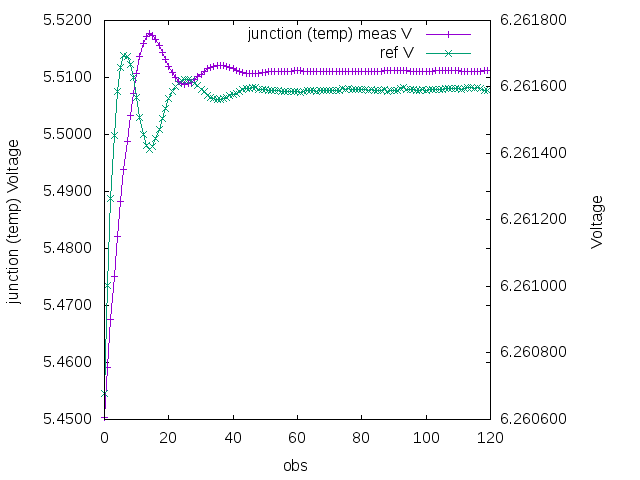 junction (temp) meas V
ref V
5.5200
5.5100
5.5000
5.4900
5.4800
5.4700
5.4600
5.4500
6.261800
6.261600
6.261400
6.261200
6.261000
6.260800
6.260600
0 20 40 60 80 100 120
junction (temp) Voltage
Voltage
obs